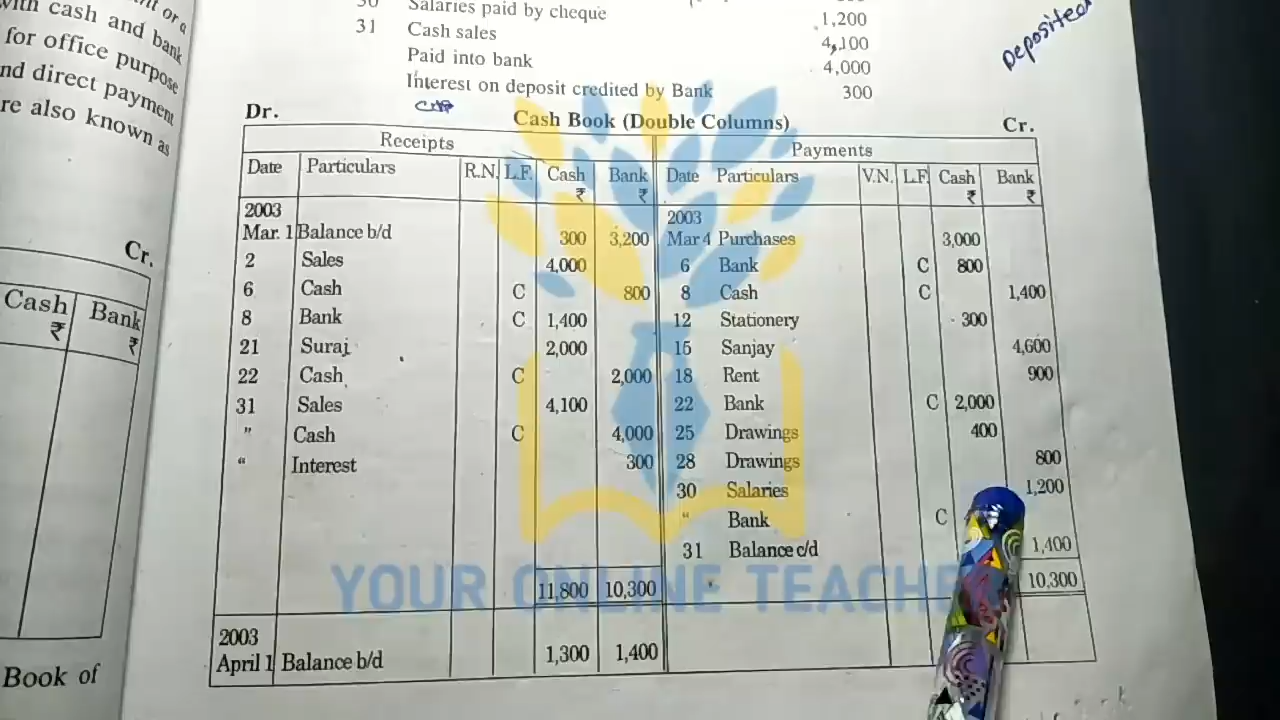 with cash and bank
for office purpose
nd direct payment
re also known as
Cr.
Cash Bank
₹ ₹
Book of
30 Salaries paid by cheque 1,200
31 Cash sales 4,100
Paid into bank 4,000
Interest on deposit credited by Bank 300
Deposited
Dr. Cash Book (Double Columns) Cr.
Receipts Payments
Date Particulars R.N. L.F. Cash ₹ Bank ₹ Date Particulars V.N. L.F. Cash ₹ Bank ₹
2003 2003
Mar. 1 Balance b/d 300 3,200 Mar 4 Purchases 3,000
2 Sales 4,000 6 Bank C 800
6 Cash C 800 8 Cash C 1,400
8 Bank C 1,400 12 Stationery 300
21 Suraj 2,000 15 Sanjay 4,600
22 Cash C 2,000 18 Rent 900
31 Sales 4,100 22 Bank C 2,000
" Cash C 4,000 25 Drawings 400
" Interest 300 28 Drawings 800
30 Salaries 1,200
" Bank C
31 Balance c/d 1,400
11,800 10,300 10,300
2003
April 1 Balance b/d 1,300 1,400
YOUR ONLINE TEACHER